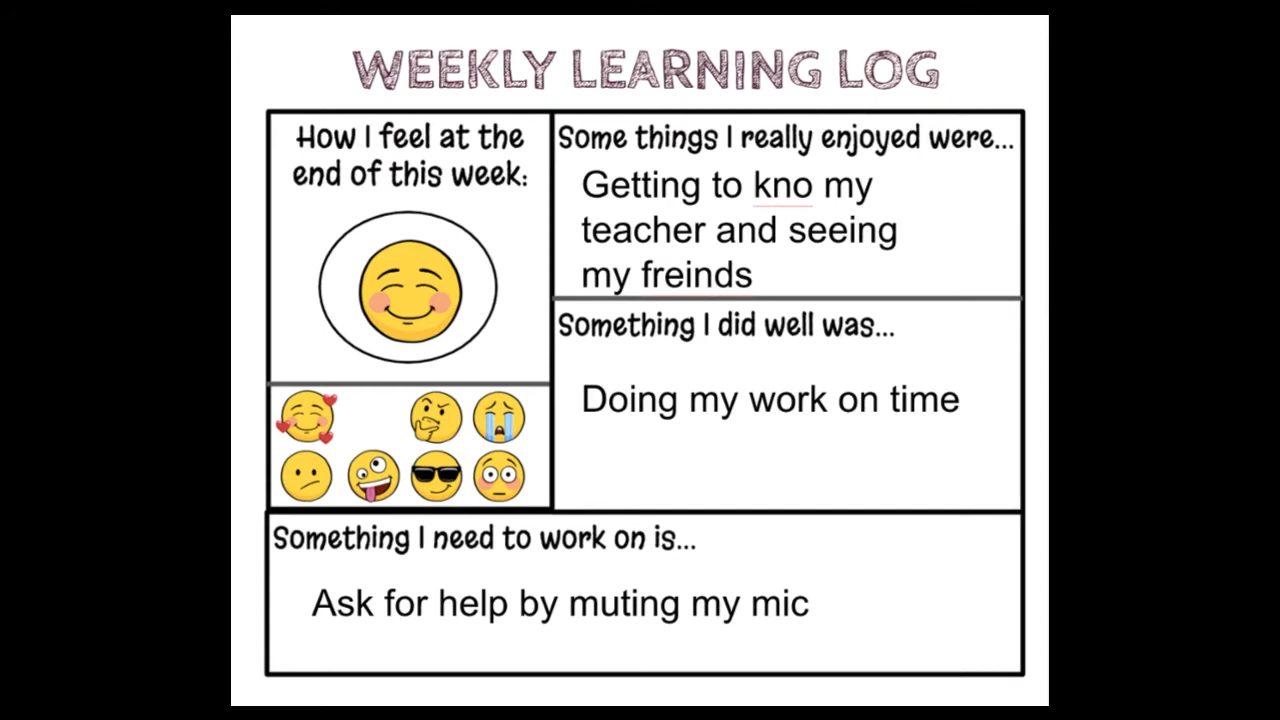 WEEKLY LEARNING LOG
How I feel at the
end of this week:
Some things I really enjoyed were...
Getting to kno my
teacher and seeing
my freinds
Something I did well was...
Doing my work on time
Something I need to work on is...
Ask for help by muting my mic